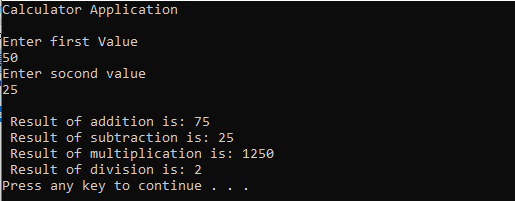 Calculator Application
Enter first Value
50
Enter socond value
25
Result of addition is: 75
Result of subtraction is: 25
Result of multiplication is: 1250
Result of division is: 2
Press any key to continue . . .